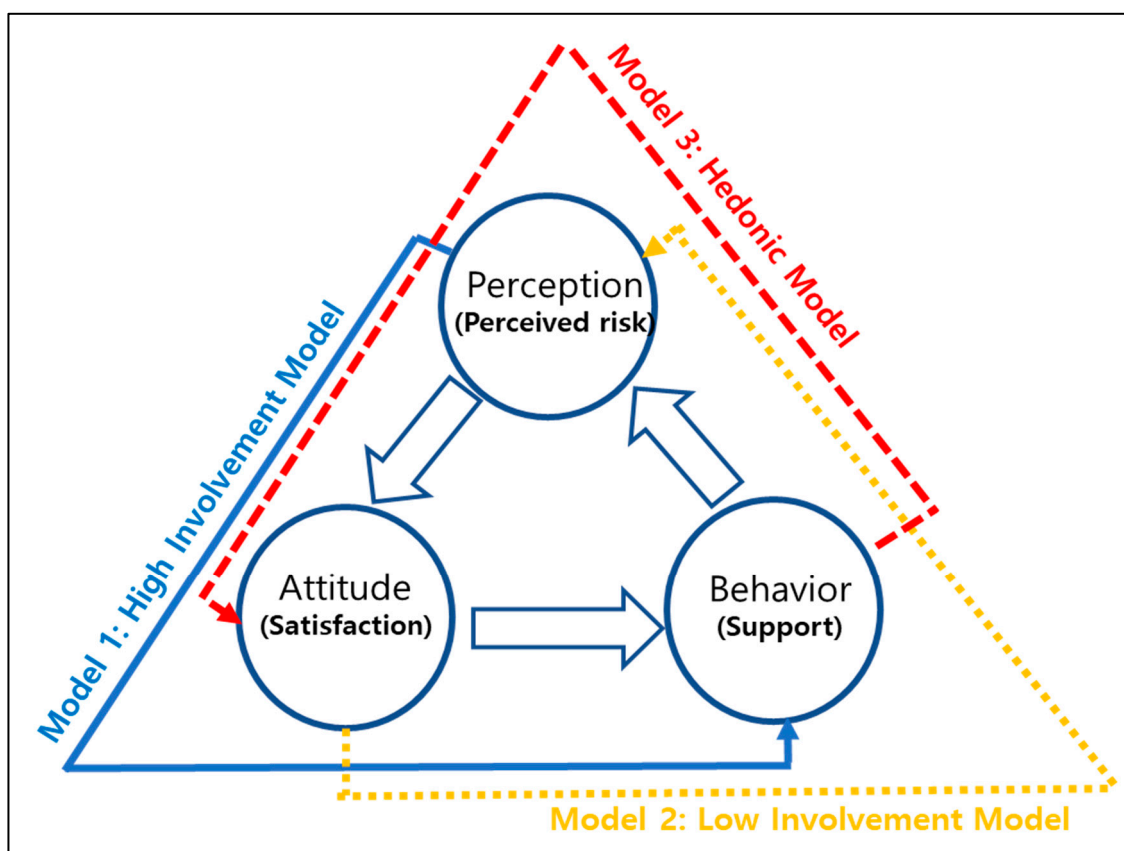 Model 3: Hedonic Model
Perception
(Perceived risk)
Model 1: High Involvement Model
Attitude
(Satisfaction)
Behavior
(Support)
Model 2: Low Involvement Model